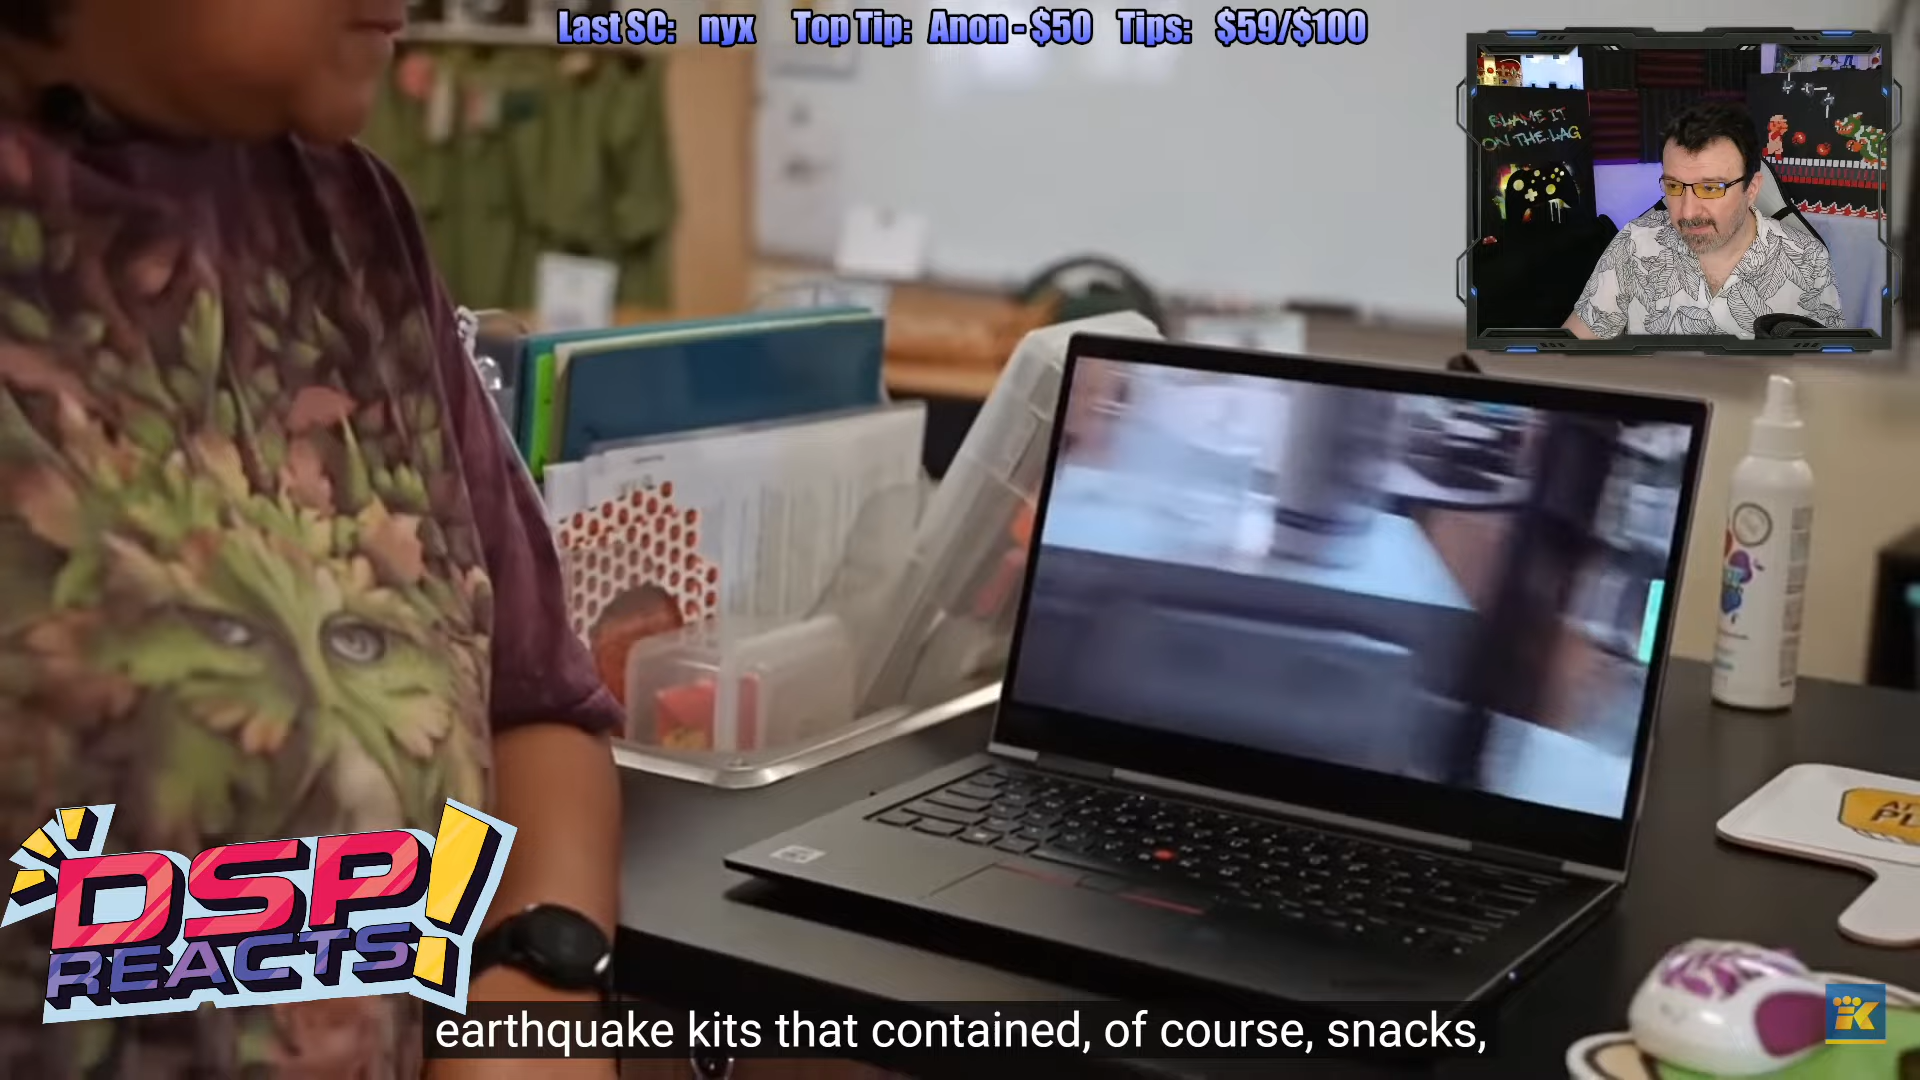 Last SC: nyx Top Tip: Anon - $50 Tips: $59/$100
BLAME IT
ON THE LAG
DSP
REACTS!
earthquake kits that contained, of course, snacks,
K